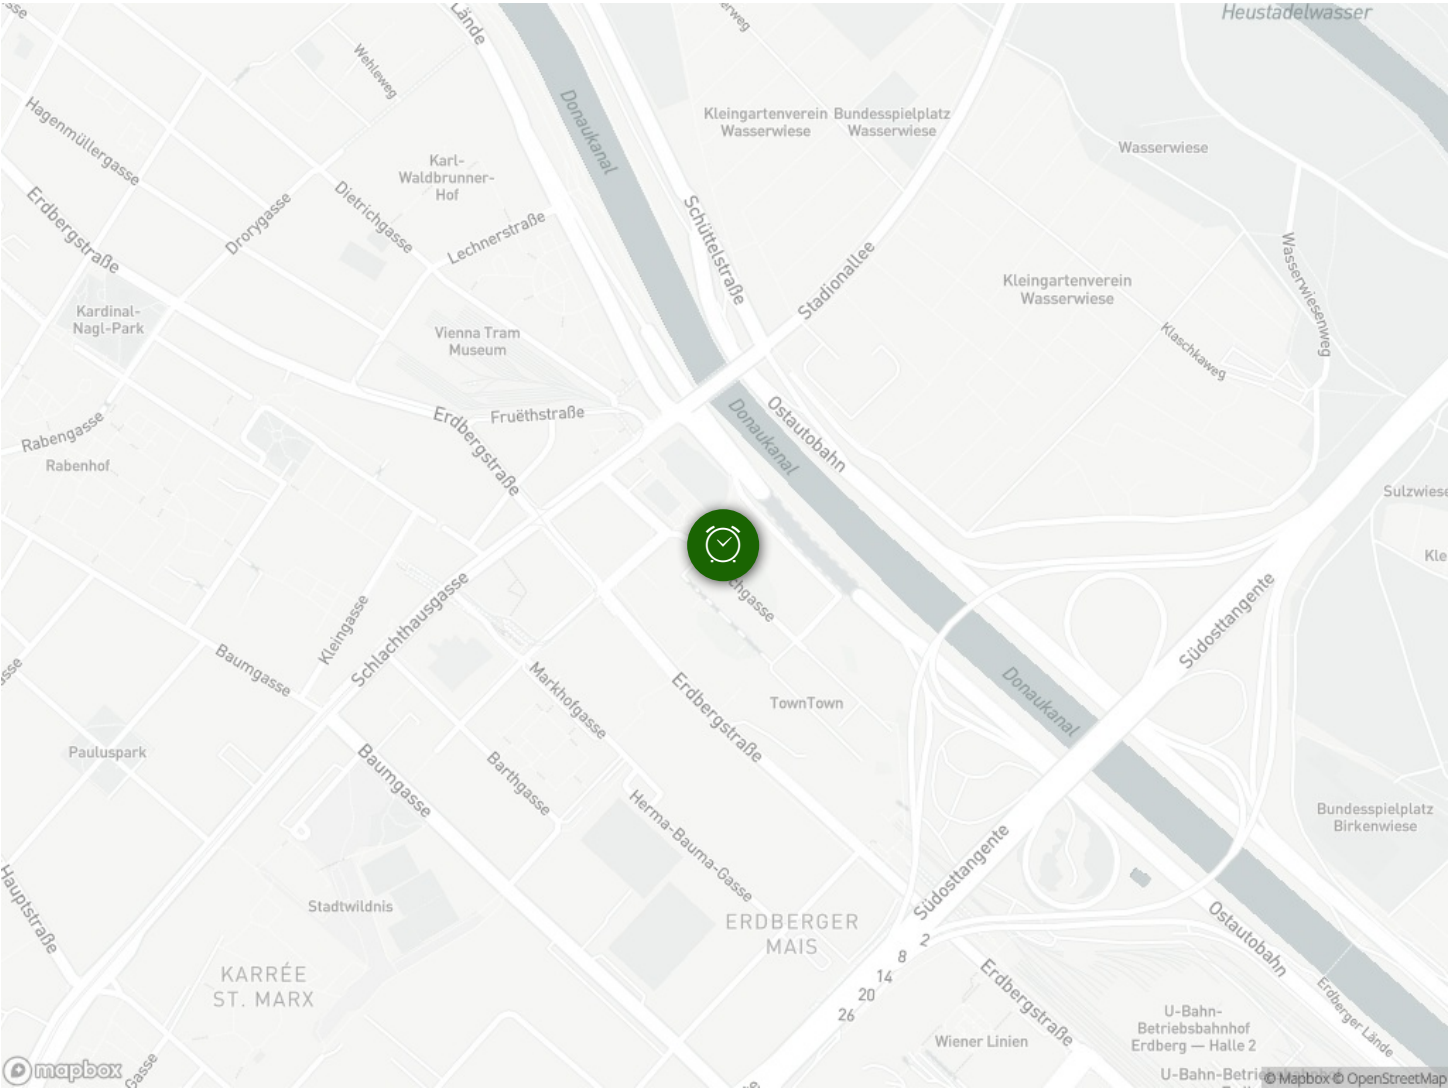 Lände
Heustadelwasser
Wehleweg
Donaukanal
Kleingartenverein
Wasserwiese
Bundesspielplatz
Wasserwiese
Wasserwiese
Hagenmüllergasse
Karl-
Waldbrunner-
Hof
Dietrichgasse
Drorygasse
Lechnerstraße
Erdbergstraße
Schüttelstraße
Stadionallee
Kleingartenverein
Wasserwiese
Wasserwiesenweg
Kardinal-
Nagl-Park
Vienna Tram
Museum
Klaschkaweg
Rabengasse
Rabenhof
Fruëthstraße
Erdbergstraße
Donaukanal
Ostautobahn
Sulzwiese
Kle
Kleingasse
Schlachthausgasse
chgasse
Südosttangente
Baumgasse
Markhofgasse
Erdbergstraße
TownTown
Donaukanal
Pauluspark
Baumgasse
Barthgasse
Herma-Bauma-Gasse
Bundesspielplatz
Birkenwiese
Südosttangente
Hauptstraße
Stadtwildnis
ERDBERGER
MAIS
2
8
14
20
26
Ostautobahn
KARRÉE
ST. MARX
Erdbergstraße
Erdberger Lände
U-Bahn-
Betriebsbahnhof
Erdberg — Halle 2
Wiener Linien
mapbox
Gasse
© Mapbox © OpenStreetMap